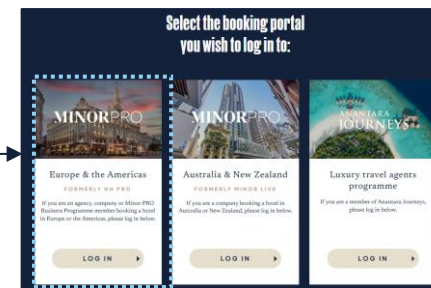 Select the booking portal
you wish to log in to:
MINORPRO
Europe & the Americas
FORMERLY NH PRO
If you are an agency, company or Minor PRO
Business Programme member booking a hotel
in Europe or the Americas, please log in below.
LOG IN
MINORPRO
Australia & New Zealand
FORMERLY MINOR LIVE
If you are a company booking a hotel in
Australia or New Zealand, please log in below.
LOG IN
ANANTARA
JOURNEYS
Luxury travel agents
programme
If you are a member of Anantara Journeys,
please log in below.
LOG IN